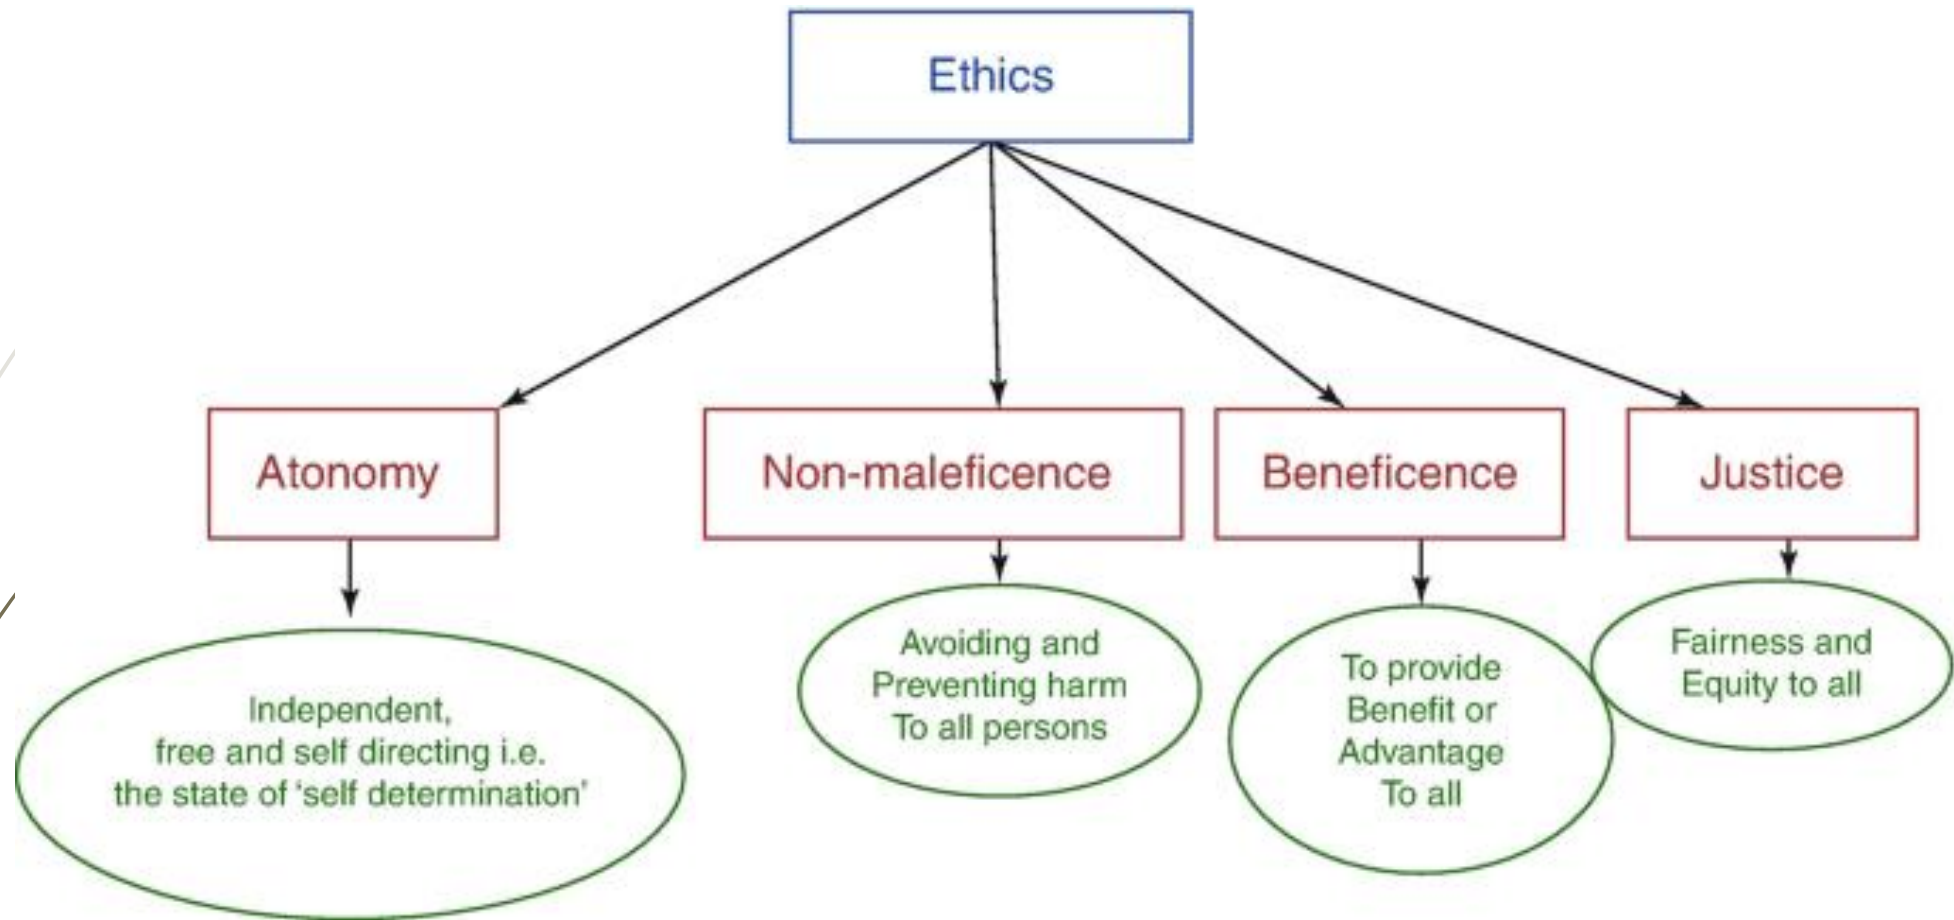 Ethics
Atonomy
Non-maleficence
Beneficence
Justice
Independent,
free and self directing i.e.
the state of ‘self determination’
Avoiding and
Preventing harm
To all persons
To provide
Benefit or
Advantage
To all
Fairness and
Equity to all